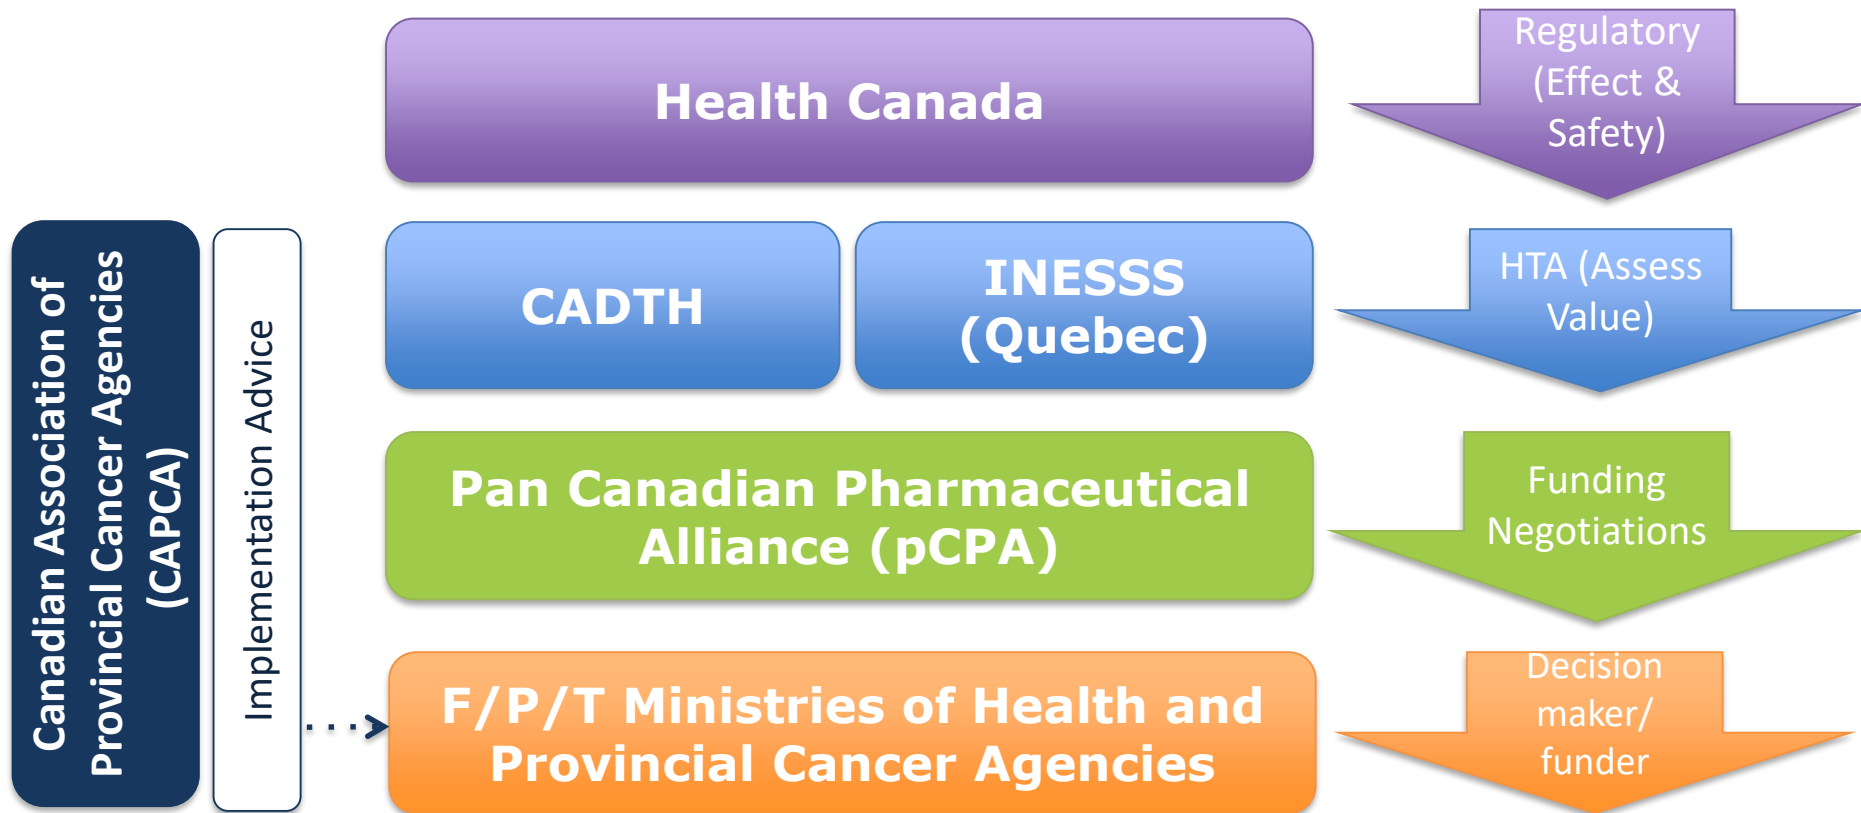 Health Canada
Regulatory
(Effect &
Safety)
Canadian Association of
Provincial Cancer Agencies
(CAPCA)
Implementation Advice
CADTH
INESSS
(Quebec)
HTA (Assess
Value)
Pan Canadian Pharmaceutical
Alliance (pCPA)
Funding
Negotiations
F/P/T Ministries of Health and
Provincial Cancer Agencies
Decision
maker/
funder